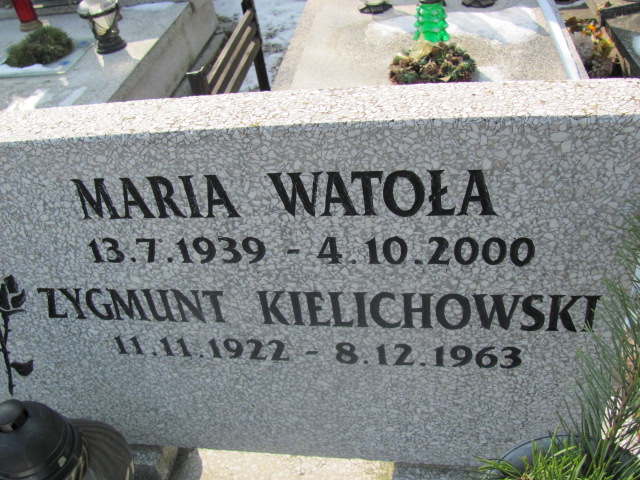 MARIA WATOŁA
13.7.1939 - 4.10.2000
ZYGMUNT KIELICHOWSKI
11.11.1922 - 8.12.1963